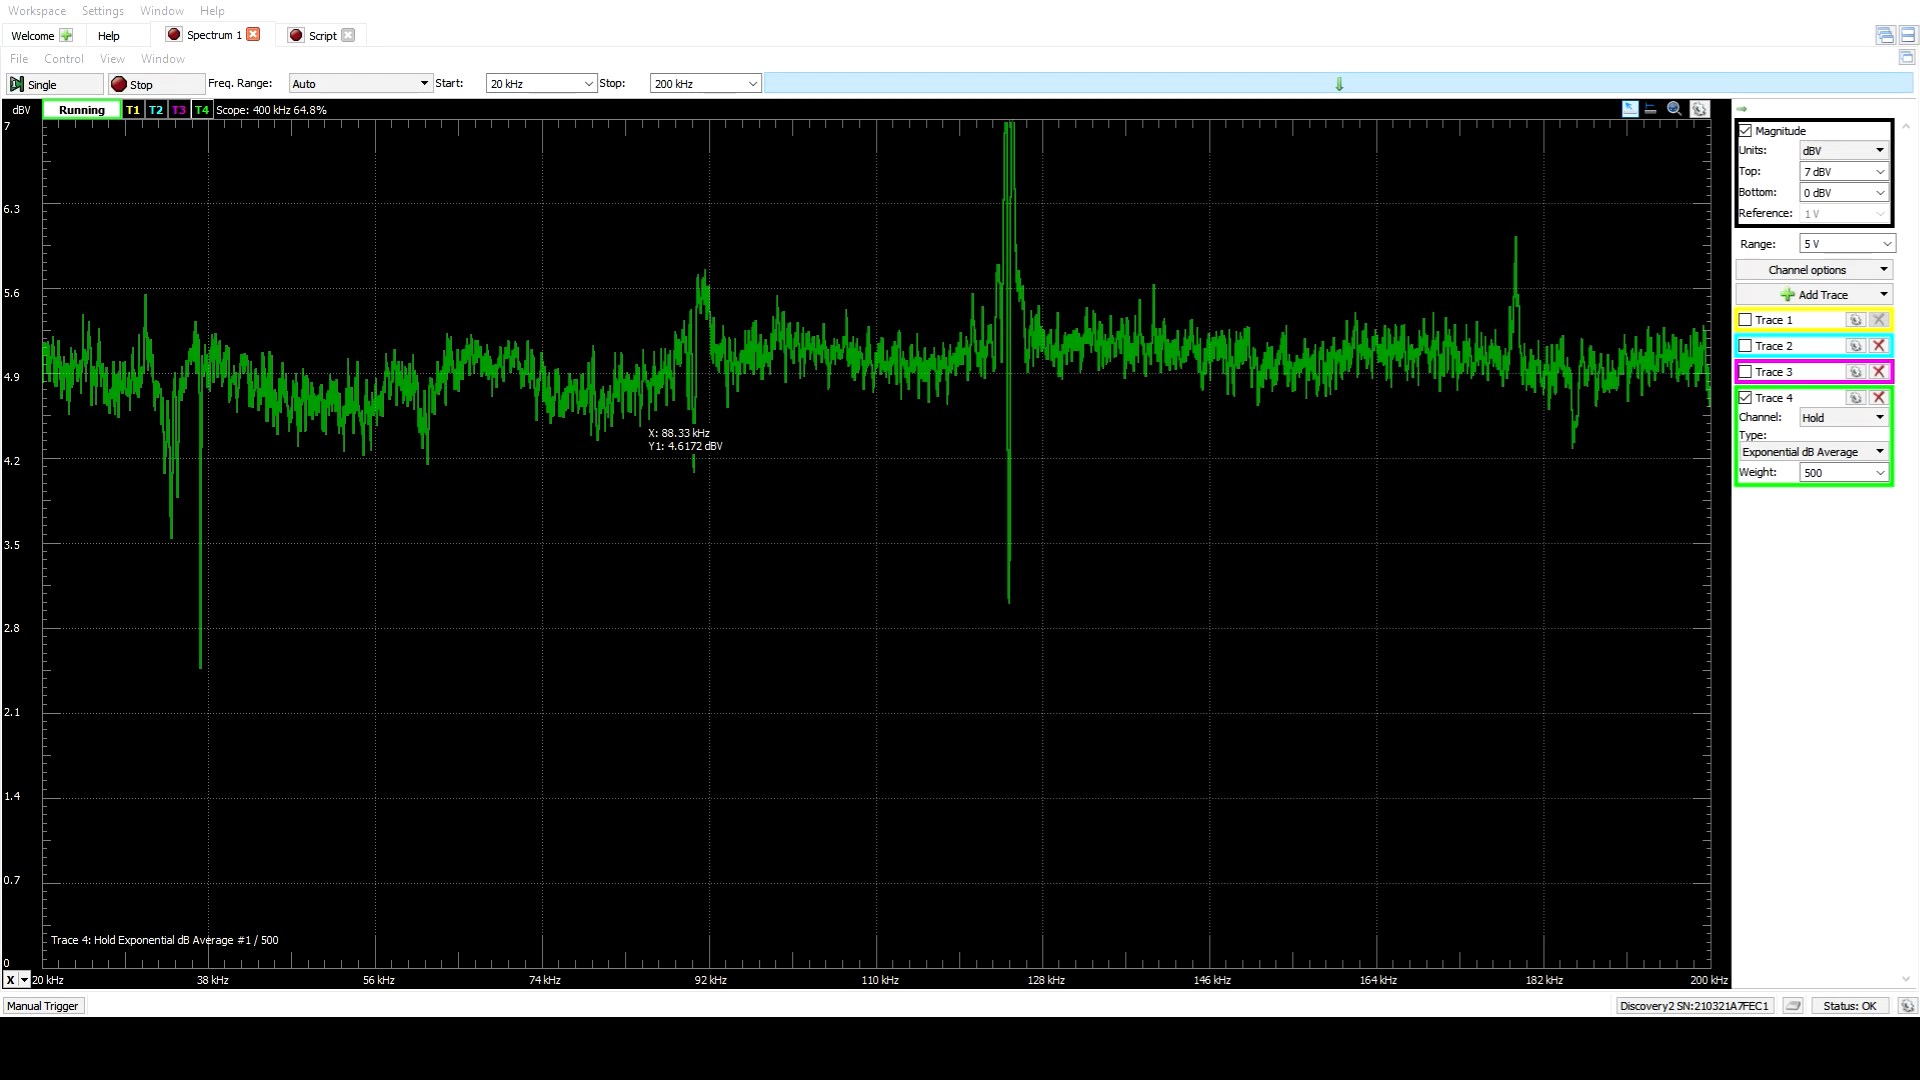 Workspace Settings Window Help
Welcome Help Spectrum 1 Script
File Control View Window
Single Stop Freq. Range: Auto Start: 20 kHz Stop: 200 kHz
dBV Running T1 T2 T3 T4 Scope: 400 kHz 64.8%
7
6.3
5.6
4.9
4.2
3.5
2.8
2.1
1.4
0.7
0
X: 88.33 kHz
Y1: 4.6172 dBV
Trace 4: Hold Exponential dB Average #1 / 500
X 20 kHz 38 kHz 56 kHz 74 kHz 92 kHz 110 kHz 128 kHz 146 kHz 164 kHz 182 kHz 200 kHz
Magnitude
Units: dBV
Top: 7 dBV
Bottom: 0 dBV
Reference: 1 V
Range: 5 V
Channel options
Add Trace
Trace 1
Trace 2
Trace 3
Trace 4
Channel: Hold
Type:
Exponential dB Average
Weight: 500
Manual Trigger Discovery2 SN:210321A7FEC1 Status: OK